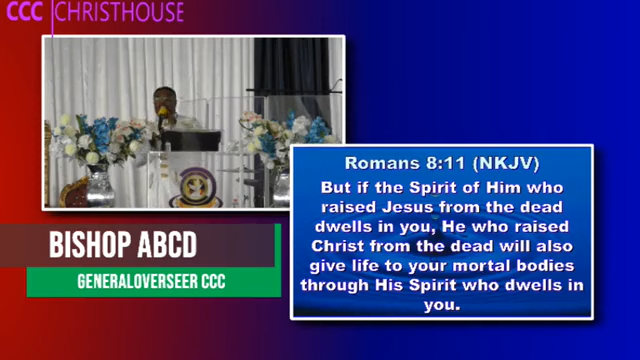 CCC CHRISTHOUSE
Romans 8:11 (NKJV)
But if the Spirit of Him who
raised Jesus from the dead
dwells in you, He who raised
Christ from the dead will also
give life to your mortal bodies
through His Spirit who dwells in
you.
BISHOP ABCD
GENERALOVERSEER CCC